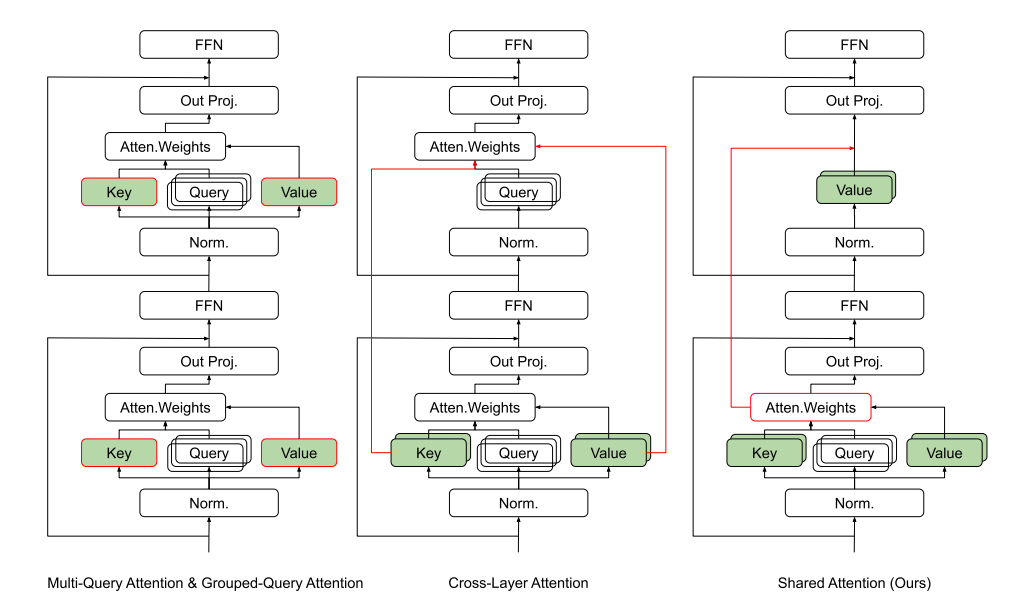 FFN
Out Proj.
Atten.Weights
Key
Query
Value
Norm.
FFN
Out Proj.
Atten.Weights
Key
Query
Value
Norm.
Multi-Query Attention & Grouped-Query Attention
FFN
Out Proj.
Atten.Weights
Query
Norm.
FFN
Out Proj.
Atten.Weights
Key
Query
Value
Norm.
Cross-Layer Attention
FFN
Out Proj.
Value
Norm.
FFN
Out Proj.
Atten.Weights
Key
Query
Value
Norm.
Shared Attention (Ours)